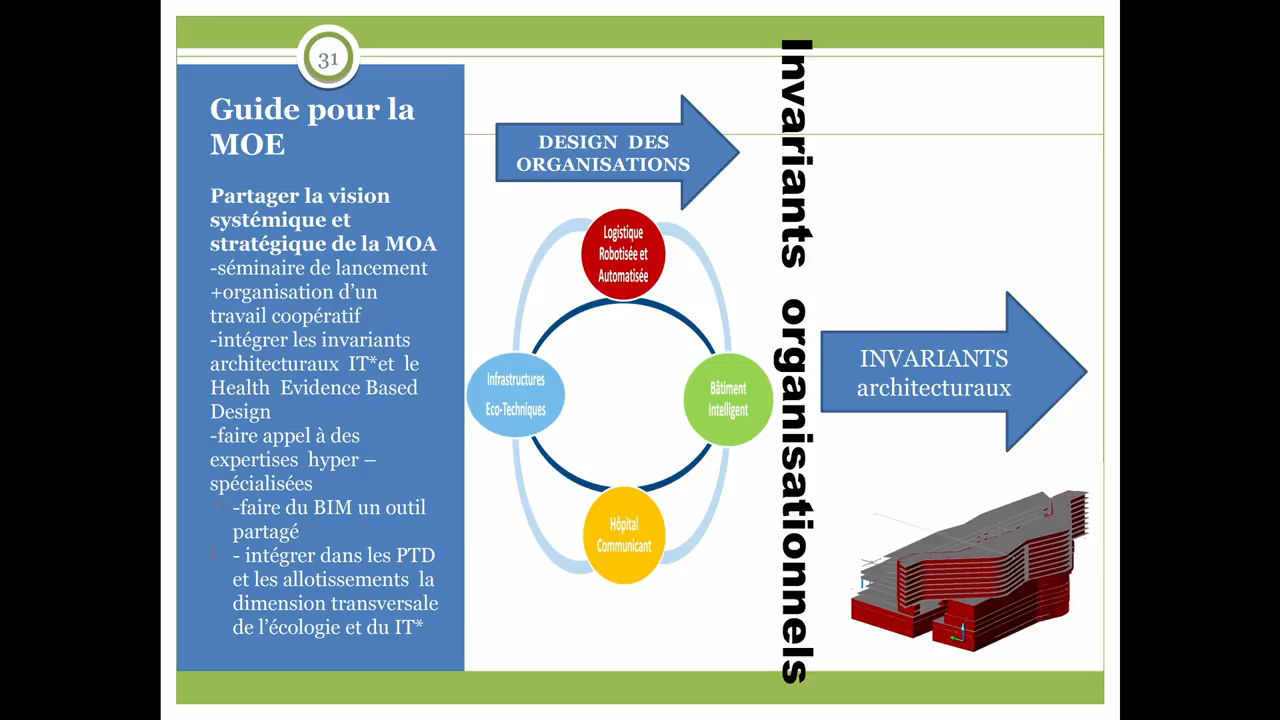 31
Guide pour la
MOE
Partager la vision
systémique et
stratégique de la MOA
-séminaire de lancement
+organisation d'un
travail coopératif
-intégrer les invariants
architecturaux IT*et le
Health Evidence Based
Design
-faire appel à des
expertises hyper –
spécialisées
-faire du BIM un outil
partagé
- intégrer dans les PTD
et les allotissements la
dimension transversale
de l'écologie et du IT*
DESIGN DES
ORGANISATIONS
Logistique
Robotisée et
Automatisée
Infrastructures
Eco-Techniques
Bâtiment
Intelligent
Hôpital
Communicant
Invariants organisationnels
INVARIANTS
architecturaux